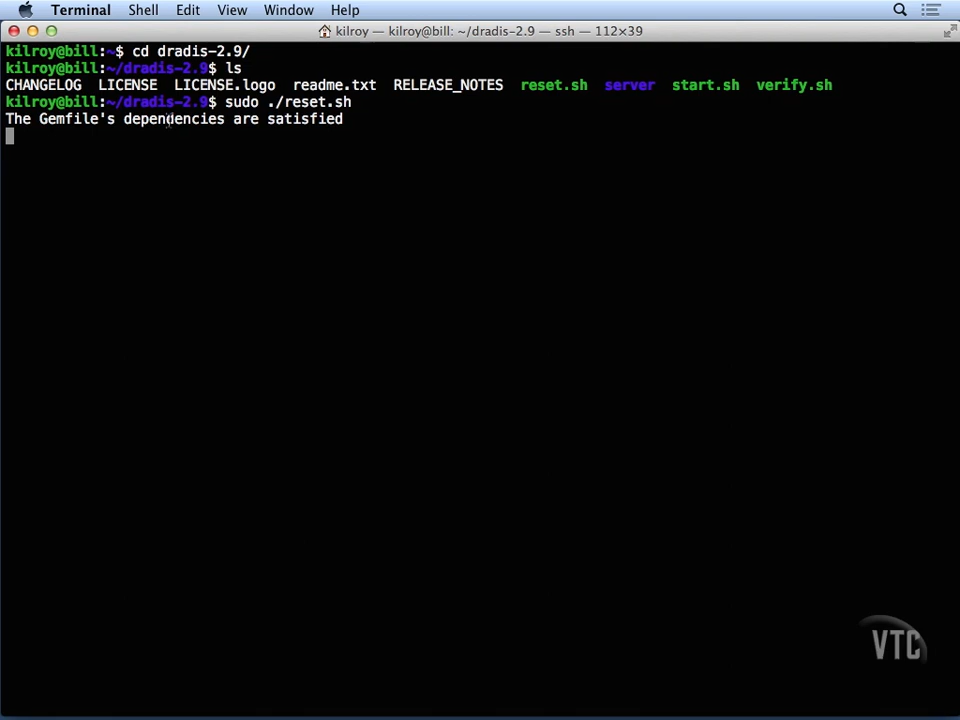 Terminal Shell Edit View Window Help
kilroy — kilroy@bill: ~/dradis-2.9 — ssh — 112×39
kilroy@bill:~$ cd dradis-2.9/
kilroy@bill:~/dradis-2.9$ ls
CHANGELOG LICENSE LICENSE.logo readme.txt RELEASE_NOTES reset.sh server start.sh verify.sh
kilroy@bill:~/dradis-2.9$ sudo ./reset.sh
The Gemfile's dependencies are satisfied
VTC